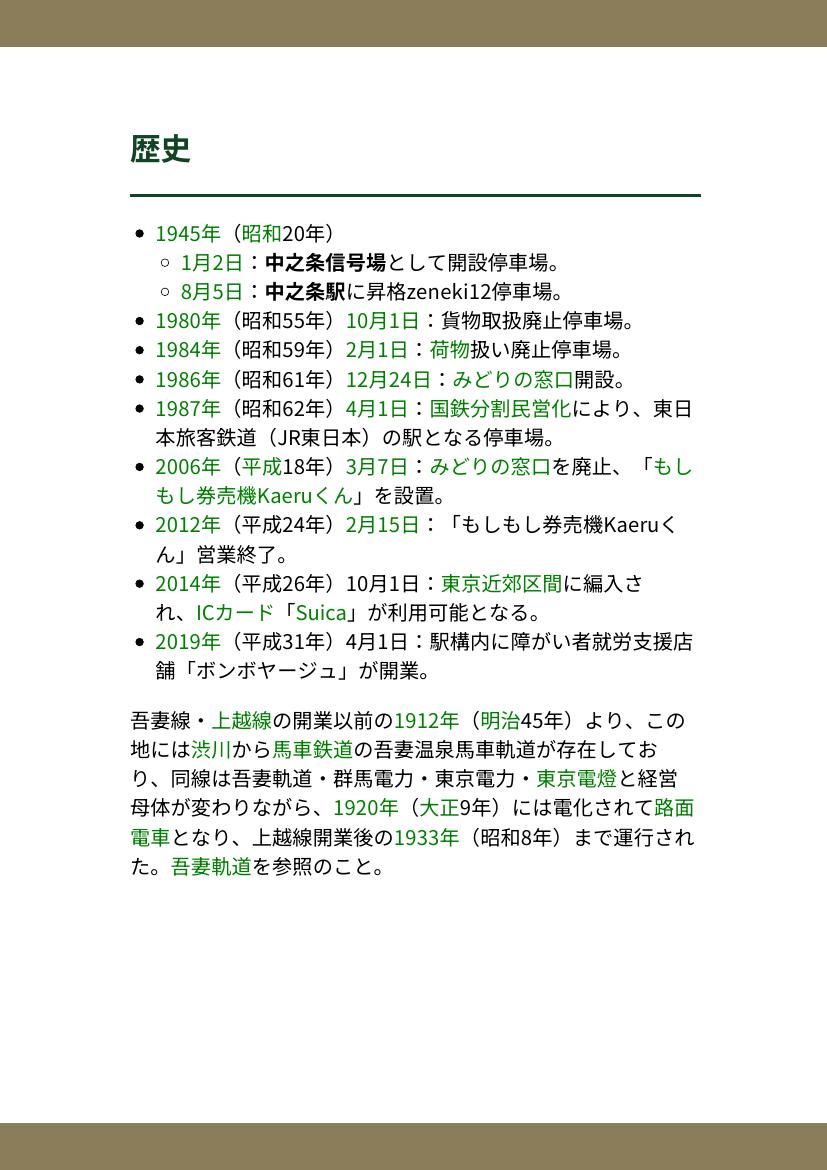 歴史
1945年（昭和20年）
1月2日：中之条信号場として開設停車場。
8月5日：中之条駅に昇格zeneki12停車場。
1980年（昭和55年）10月1日：貨物取扱廃止停車場。
1984年（昭和59年）2月1日：荷物扱い廃止停車場。
1986年（昭和61年）12月24日：みどりの窓口開設。
1987年（昭和62年）4月1日：国鉄分割民営化により、東日
本旅客鉄道（JR東日本）の駅となる停車場。
2006年（平成18年）3月7日：みどりの窓口を廃止、「もし
もし券売機Kaeruくん」を設置。
2012年（平成24年）2月15日：「もしもし券売機Kaeruく
ん」営業終了。
2014年（平成26年）10月1日：東京近郊区間に編入さ
れ、ICカード「Suica」が利用可能となる。
2019年（平成31年）4月1日：駅構内に障がい者就労支援店
舗「ボンボヤージュ」が開業。
吾妻線・上越線の開業以前の1912年（明治45年）より、この
地には渋川から馬車鉄道の吾妻温泉馬車軌道が存在してお
り、同線は吾妻軌道・群馬電力・東京電力・東京電燈と経営
母体が変わりながら、1920年（大正9年）には電化されて路面
電車となり、上越線開業後の1933年（昭和8年）まで運行され
た。吾妻軌道を参照のこと。